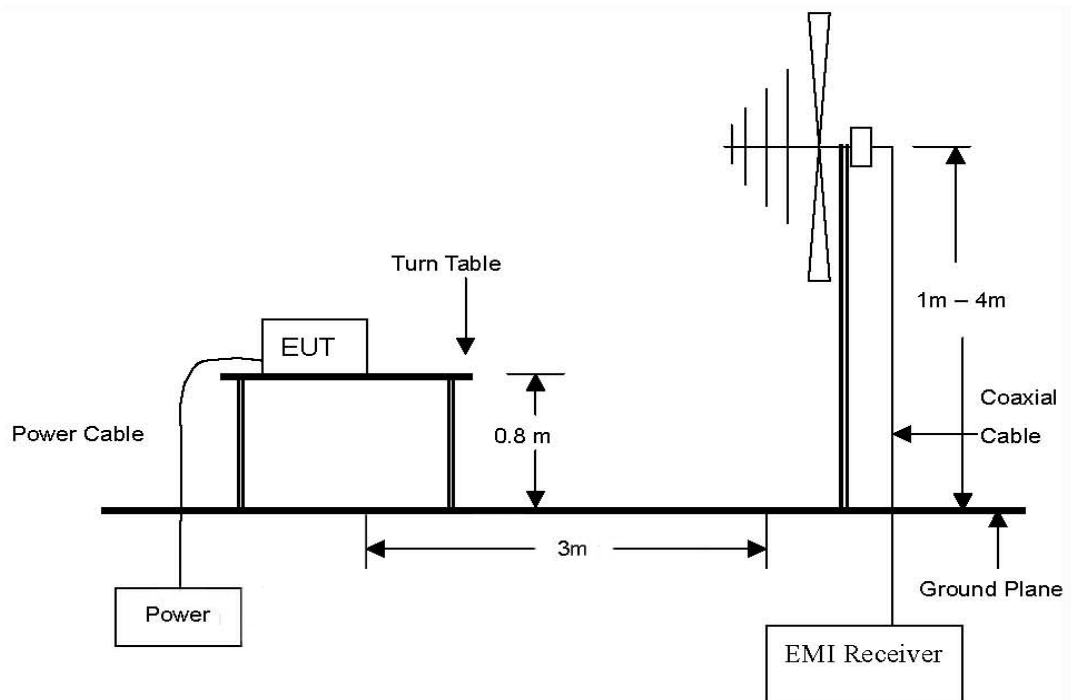 Turn Table
1m – 4m
EUT
Coaxial
Cable
0.8 m
Power Cable
3m
Ground Plane
Power
EMI Receiver